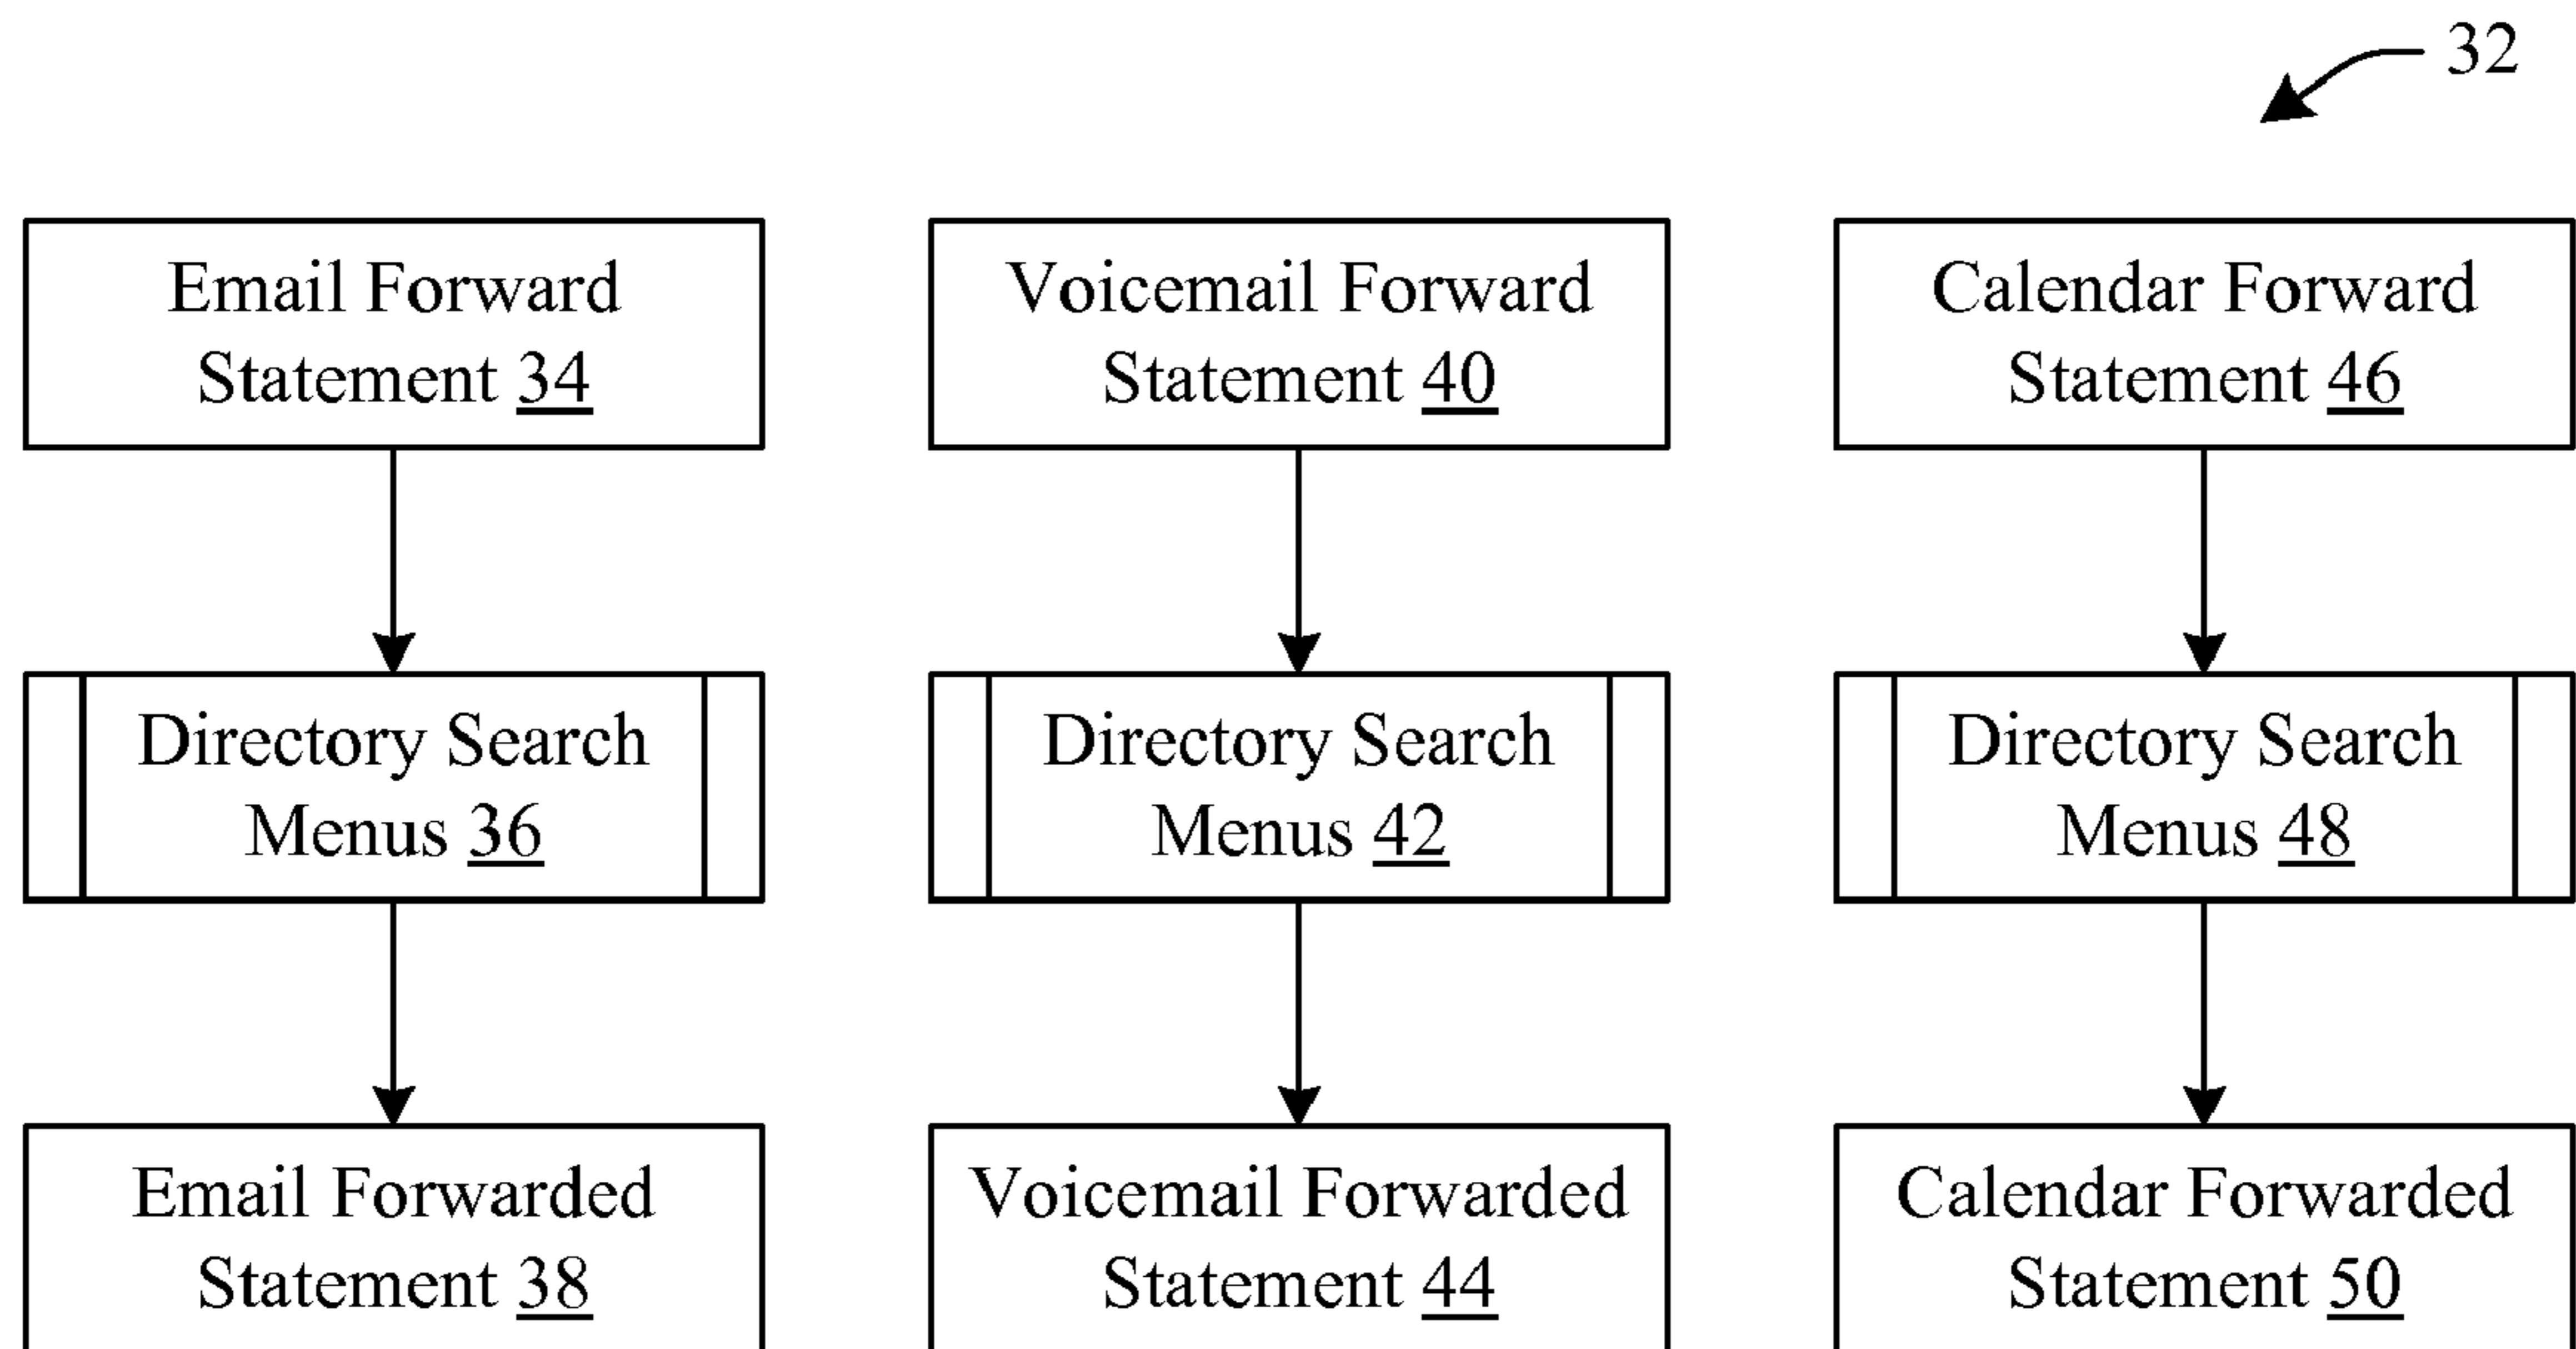 32
Email Forward
Statement 34
Voicemail Forward
Statement 40
Calendar Forward
Statement 46
Directory Search
Menus 36
Directory Search
Menus 42
Directory Search
Menus 48
Email Forwarded
Statement 38
Voicemail Forwarded
Statement 44
Calendar Forwarded
Statement 50